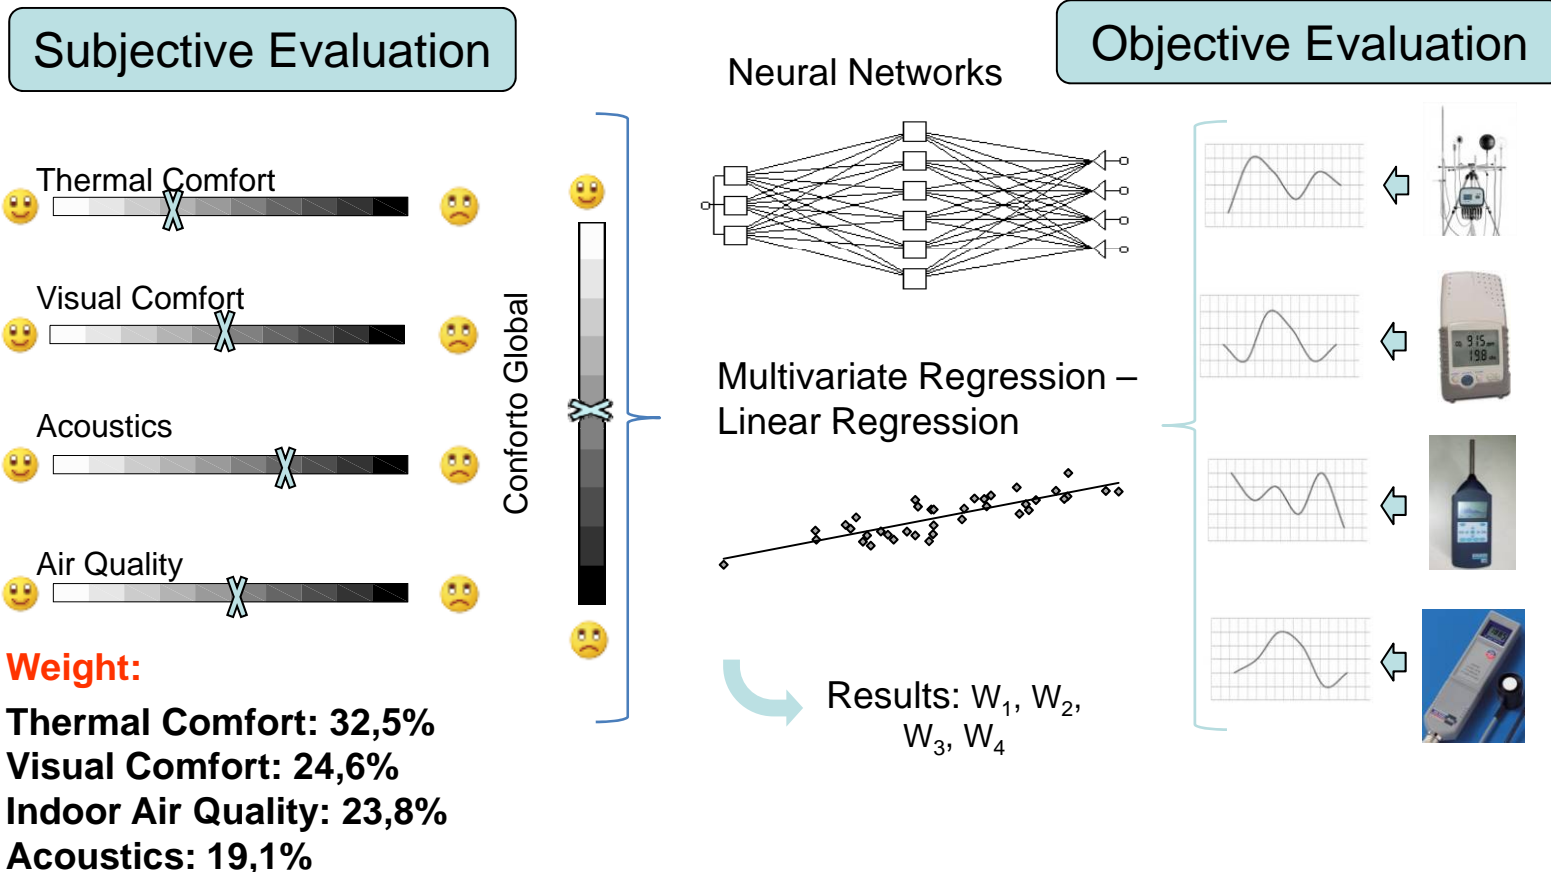 Subjective Evaluation
Objective Evaluation
Neural Networks
Thermal Comfort
Visual Comfort
Acoustics
Air Quality
Conforto Global
Multivariate Regression –
Linear Regression
Results: W1, W2,
W3, W4
Weight:
Thermal Comfort: 32,5%
Visual Comfort: 24,6%
Indoor Air Quality: 23,8%
Acoustics: 19,1%
915
198